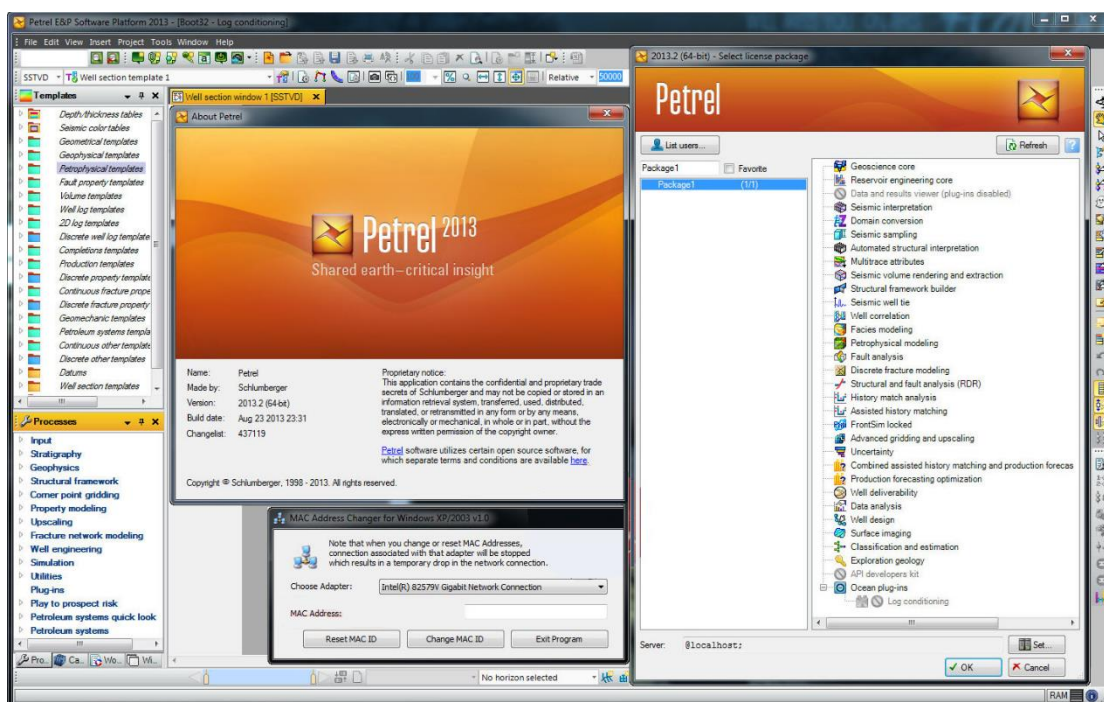 Petrel E&P Software Platform 2013 - [Boot32 - Log conditioning]
File Edit View Insert Project Tools Window Help
SSTVD
Well section template 1
Relative
50000
Templates
Depth/thickness tables
Seismic color tables
Geometrical templates
Geophysical templates
Petrophysical templates
Fault property templates
Volume templates
Well log templates
2D log templates
Discrete well log template
Completions templates
Production templates
Discrete property template
Continuous fracture prope
Discrete fracture property
Geomechanic templates
Petroleum systems templa
Continuous other template
Discrete other templates
Datums
Well section templates
Processes
Input
Stratigraphy
Geophysics
Structural framework
Corner point gridding
Property modeling
Upscaling
Fracture network modeling
Well engineering
Simulation
Utilities
Plug-ins
Play to prospect risk
Petroleum systems quick look
Petroleum systems
Pro..
Ca..
Wo..
Wi..
Well section window 1 [SSTVD]
About Petrel
Petrel 2013
Shared earth–critical insight
Name: Petrel
Made by: Schlumberger
Version: 2013.2 (64-bit)
Build date: Aug 23 2013 23:31
Changelist: 437119
Proprietary notice:
This application contains the confidential and proprietary trade
secrets of Schlumberger and may not be copied or stored in an
information retrieval system, transferred, used, distributed,
translated, or retransmitted in any form or by any means,
electronically or mechanical, in whole or in part, without the
express written permission of the copyright owner.
Petrel software utilizes certain open source software, for
which separate terms and conditions are available here.
Copyright © Schlumberger, 1998 - 2013. All rights reserved.
MAC Address Changer for Windows XP/2003 v1.0
Note that when you change or reset MAC Addresses,
connection associated with that adapter will be stopped
which results in a temporary drop in the network connection.
Choose Adapter:
Intel(R) 82579V Gigabit Network Connection
MAC Address:
Reset MAC ID
Change MAC ID
Exit Program
No horizon selected
2013.2 (64-bit) - Select license package
Petrel
List users...
Refresh
Package1
Favorite
Package1 (1/1)
Geoscience core
Reservoir engineering core
Data and results viewer (plug-ins disabled)
Seismic interpretation
Domain conversion
Seismic sampling
Automated structural interpretation
Multitrace attributes
Seismic volume rendering and extraction
Structural framework builder
Seismic well tie
Well correlation
Facies modeling
Petrophysical modeling
Fault analysis
Discrete fracture modeling
Structural and fault analysis (RDR)
History match analysis
Assisted history matching
FrontSim locked
Advanced gridding and upscaling
Uncertainty
Combined assisted history matching and production forecas
Production forecasting optimization
Well deliverability
Data analysis
Well design
Surface imaging
Classification and estimation
Exploration geology
API developers kit
Ocean plug-ins
Log conditioning
Server: @localhost;
Set...
OK
Cancel
RAM